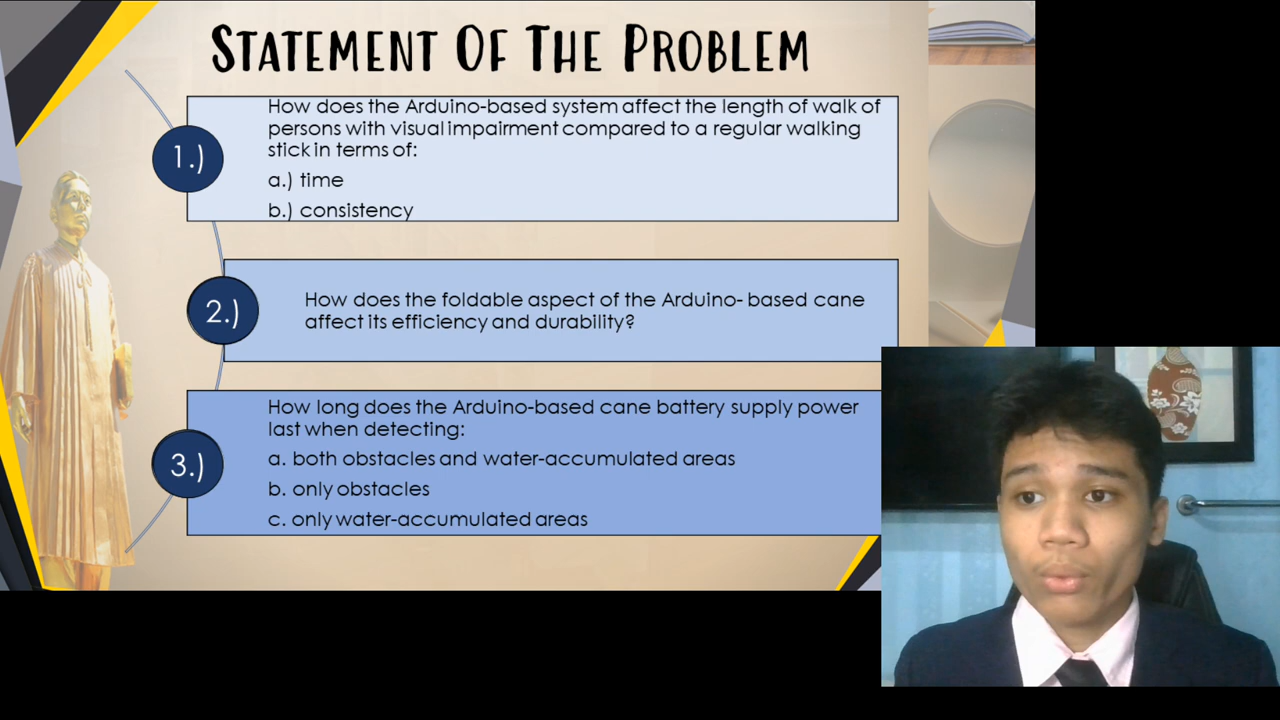 STATEMENT OF THE PROBLEM
1.)
How does the Arduino-based system affect the length of walk of
persons with visual impairment compared to a regular walking
stick in terms of:
a.) time
b.) consistency
2.)
How does the foldable aspect of the Arduino- based cane
affect its efficiency and durability?
3.)
How long does the Arduino-based cane battery supply power
last when detecting:
a. both obstacles and water-accumulated areas
b. only obstacles
c. only water-accumulated areas